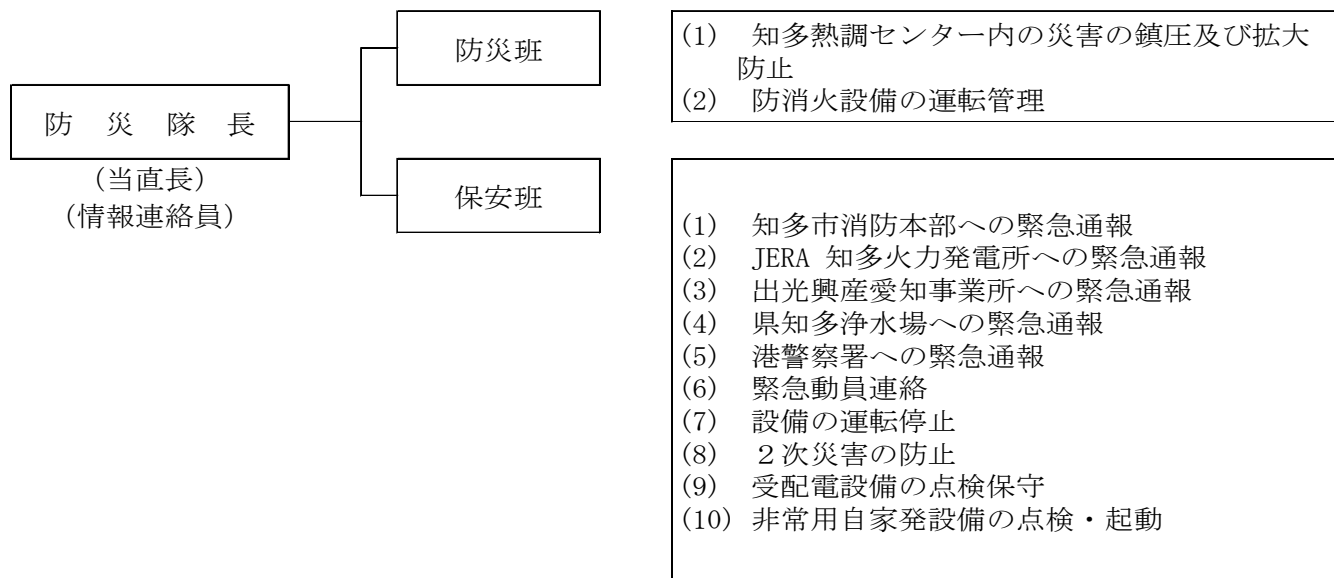 防災班
(1) 知多熱調センター内の災害の鎮圧及び拡大
防止
(2) 防消火設備の運転管理
防 災 隊 長
(当直長)
(情報連絡員)
保安班
(1) 知多市消防本部への緊急通報
(2) JERA 知多火力発電所への緊急通報
(3) 出光興産愛知事業所への緊急通報
(4) 県知多浄水場への緊急通報
(5) 港警察署への緊急通報
(6) 緊急動員連絡
(7) 設備の運転停止
(8) 2次災害の防止
(9) 受配電設備の点検保守
(10) 非常用自家発設備の点検・起動